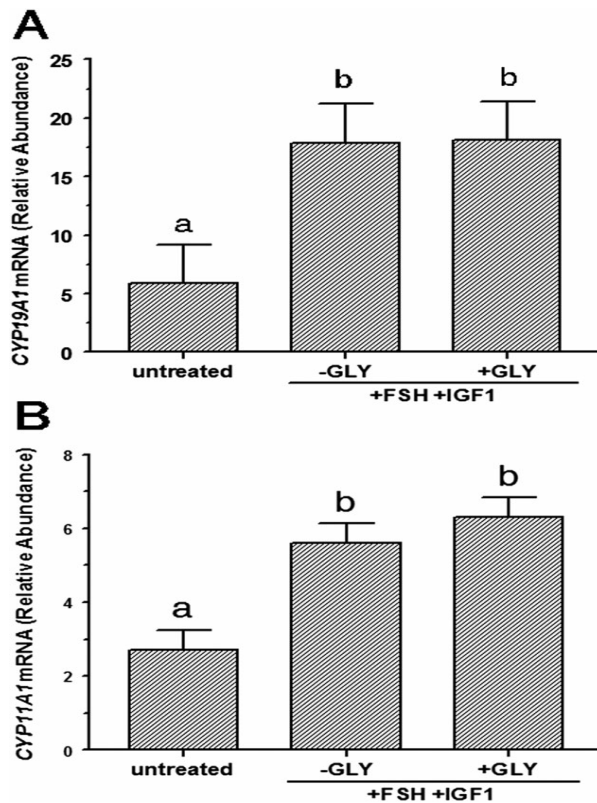 A
CYP19A1 mRNA (Relative Abundance)
25
20
15
10
5
0
a
b
b
untreated
-GLY
+GLY
+FSH +IGF1
B
CYP11A1 mRNA (Relative Abundance)
8
6
4
2
0
a
b
b
untreated
-GLY
+GLY
+FSH +IGF1